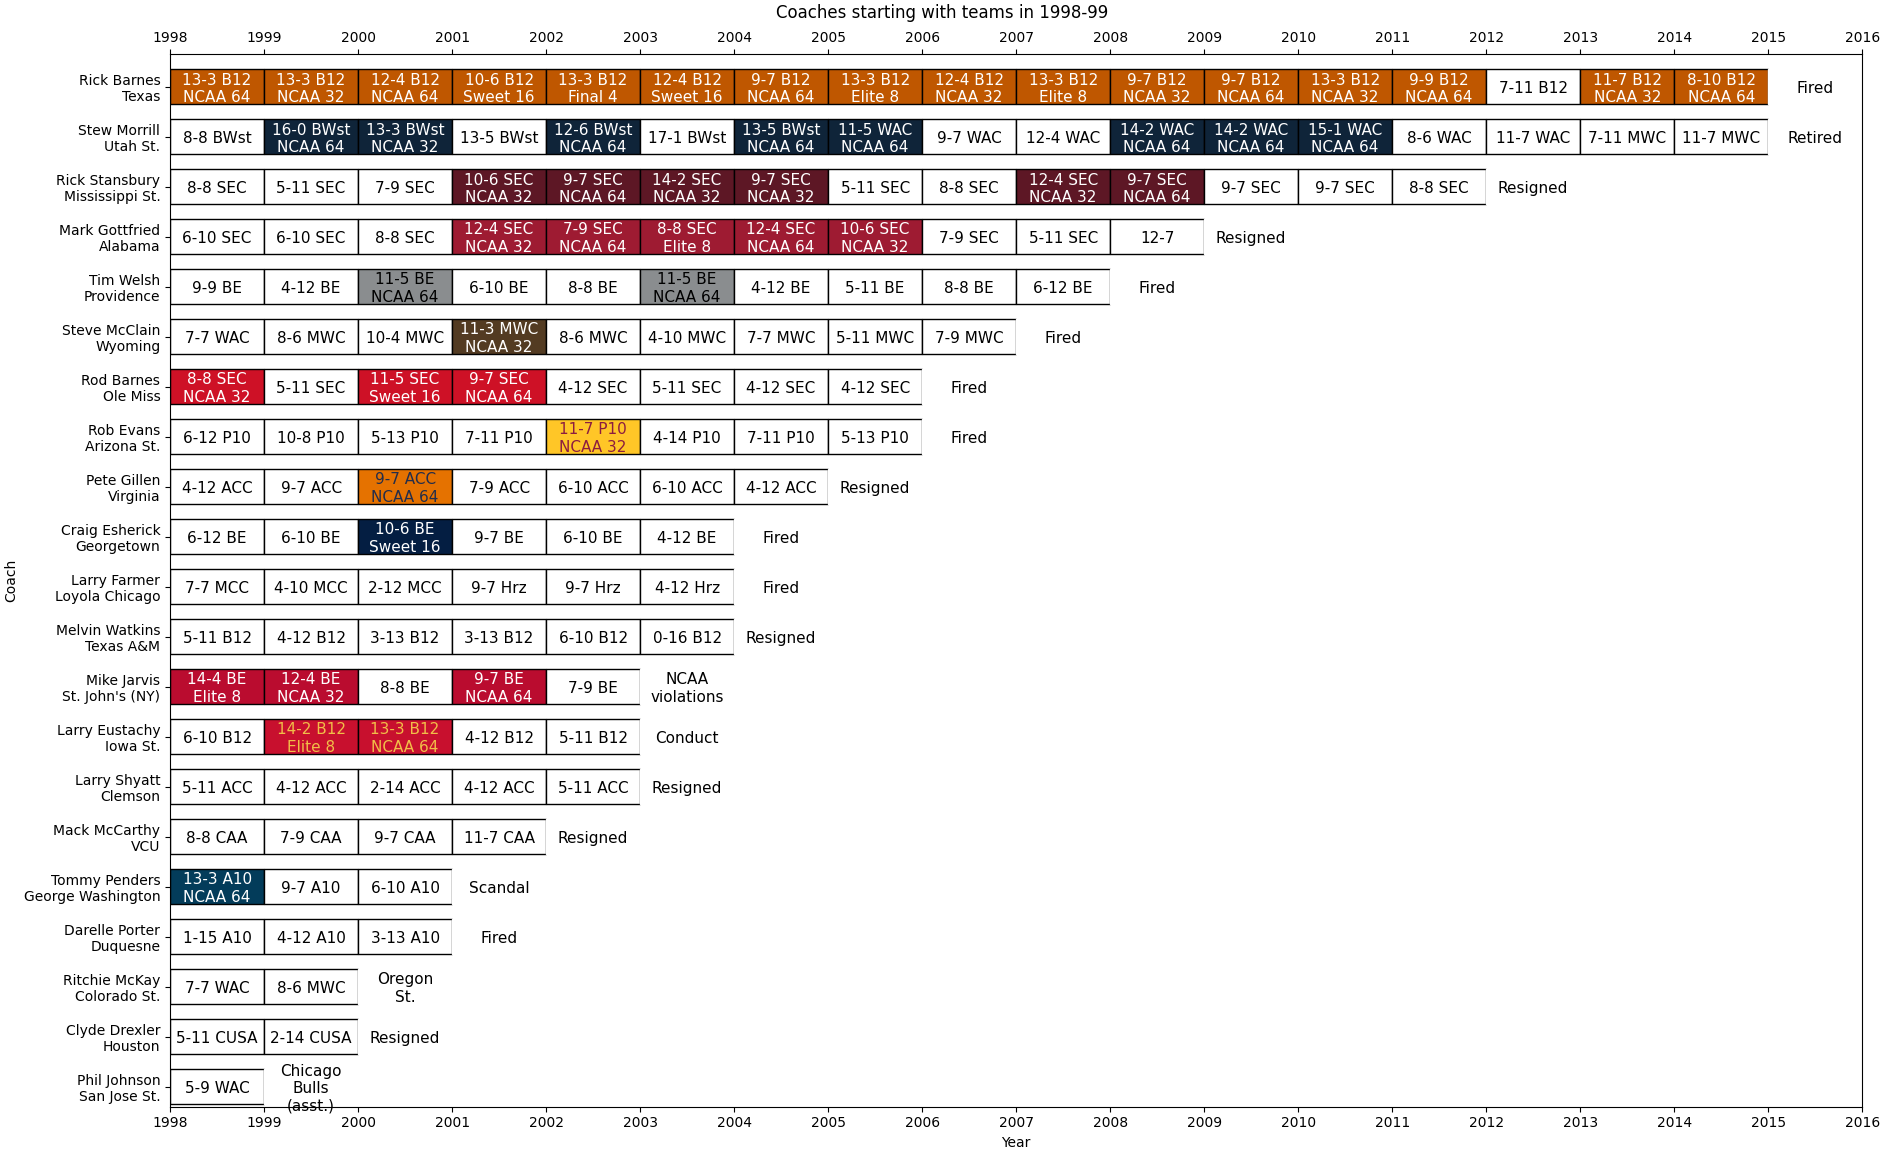 Coaches starting with teams in 1998-99
1998 1999 2000 2001 2002 2003 2004 2005 2006 2007 2008 2009 2010 2011 2012 2013 2014 2015 2016
Rick Barnes
Texas
13-3 B12 13-3 B12 12-4 B12 10-6 B12 13-3 B12 12-4 B12 9-7 B12 13-3 B12 12-4 B12 13-3 B12 9-7 B12 9-7 B12 13-3 B12 9-9 B12 7-11 B12 11-7 B12 8-10 B12 Fired
NCAA 64 NCAA 32 NCAA 64 Sweet 16 Final 4 Sweet 16 NCAA 64 Elite 8 NCAA 32 Elite 8 NCAA 32 NCAA 64 NCAA 32 NCAA 64 NCAA 32 NCAA 64
Stew Morrill
Utah St.
8-8 BWst 16-0 BWst 13-3 BWst 13-5 BWst 12-6 BWst 17-1 BWst 13-5 BWst 11-5 WAC 9-7 WAC 12-4 WAC 14-2 WAC 14-2 WAC 15-1 WAC 8-6 WAC 11-7 WAC 7-11 MWC 11-7 MWC Retired
NCAA 64 NCAA 32 NCAA 64 NCAA 64 NCAA 64 NCAA 64 NCAA 64 NCAA 64
Rick Stansbury
Mississippi St.
8-8 SEC 5-11 SEC 7-9 SEC 10-6 SEC 9-7 SEC 14-2 SEC 9-7 SEC 5-11 SEC 8-8 SEC 12-4 SEC 9-7 SEC 9-7 SEC 9-7 SEC 8-8 SEC Resigned
NCAA 32 NCAA 64 NCAA 32 NCAA 32 NCAA 32 NCAA 64
Mark Gottfried
Alabama
6-10 SEC 6-10 SEC 8-8 SEC 12-4 SEC 7-9 SEC 8-8 SEC 12-4 SEC 10-6 SEC 7-9 SEC 5-11 SEC 12-7 Resigned
NCAA 32 NCAA 64 Elite 8 NCAA 64 NCAA 32
Tim Welsh
Providence
9-9 BE 4-12 BE 11-5 BE 6-10 BE 8-8 BE 11-5 BE 4-12 BE 5-11 BE 8-8 BE 6-12 BE Fired
NCAA 64 NCAA 64
Steve McClain
Wyoming
7-7 WAC 8-6 MWC 10-4 MWC 11-3 MWC 8-6 MWC 4-10 MWC 7-7 MWC 5-11 MWC 7-9 MWC Fired
NCAA 32
Rod Barnes
Ole Miss
8-8 SEC 5-11 SEC 11-5 SEC 9-7 SEC 4-12 SEC 5-11 SEC 4-12 SEC 4-12 SEC Fired
NCAA 32 Sweet 16 NCAA 64
Rob Evans
Arizona St.
6-12 P10 10-8 P10 5-13 P10 7-11 P10 11-7 P10 4-14 P10 7-11 P10 5-13 P10 Fired
NCAA 32
Pete Gillen
Virginia
4-12 ACC 9-7 ACC 9-7 ACC 7-9 ACC 6-10 ACC 6-10 ACC 4-12 ACC Resigned
NCAA 64
Craig Esherick
Georgetown
6-12 BE 6-10 BE 10-6 BE 9-7 BE 6-10 BE 4-12 BE Fired
Sweet 16
Larry Farmer
Loyola Chicago
7-7 MCC 4-10 MCC 2-12 MCC 9-7 Hrz 9-7 Hrz 4-12 Hrz Fired
Melvin Watkins
Texas A&M
5-11 B12 4-12 B12 3-13 B12 3-13 B12 6-10 B12 0-16 B12 Resigned
Mike Jarvis
St. John's (NY)
14-4 BE 12-4 BE 8-8 BE 9-7 BE 7-9 BE NCAA
Elite 8 NCAA 32 NCAA 64 violations
Larry Eustachy
Iowa St.
6-10 B12 14-2 B12 13-3 B12 4-12 B12 5-11 B12 Conduct
Elite 8 NCAA 64
Larry Shyatt
Clemson
5-11 ACC 4-12 ACC 2-14 ACC 4-12 ACC 5-11 ACC Resigned
Mack McCarthy
VCU
8-8 CAA 7-9 CAA 9-7 CAA 11-7 CAA Resigned
Tommy Penders
George Washington
13-3 A10 9-7 A10 6-10 A10 Scandal
NCAA 64
Darelle Porter
Duquesne
1-15 A10 4-12 A10 3-13 A10 Fired
Ritchie McKay
Colorado St.
7-7 WAC 8-6 MWC Oregon
St.
Clyde Drexler
Houston
5-11 CUSA 2-14 CUSA Resigned
Phil Johnson
San Jose St.
5-9 WAC Chicago
Bulls
(asst.)
1998 1999 2000 2001 2002 2003 2004 2005 2006 2007 2008 2009 2010 2011 2012 2013 2014 2015 2016
Year
Coach